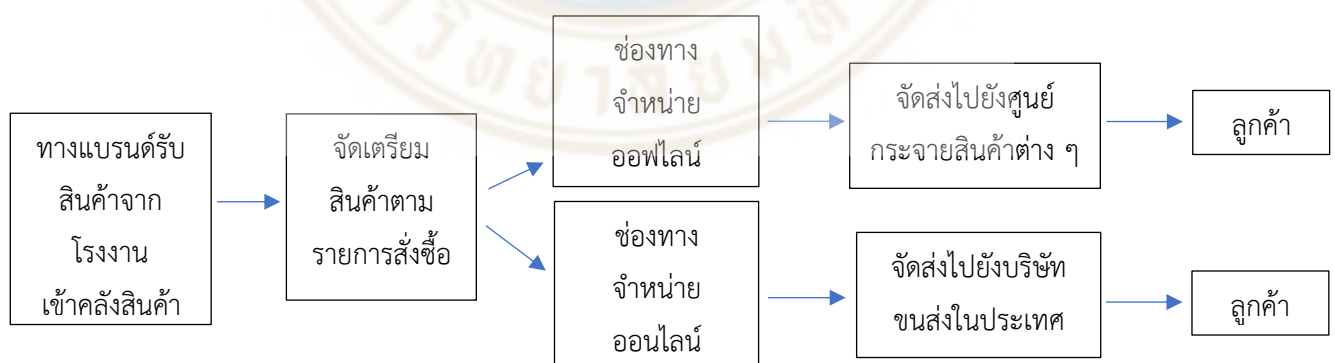 ทางแบรนด์รับ
สินค้าจาก
โรงงาน
เข้าคลังสินค้า
จัดเตรียม
สินค้าตาม
รายการสั่งซื้อ
ช่องทาง
จำหน่าย
ออฟไลน์
จัดส่งไปยังศูนย์
กระจายสินค้าต่าง ๆ
ลูกค้า
ช่องทาง
จำหน่าย
ออนไลน์
จัดส่งไปยังบริษัท
ขนส่งในประเทศ
ลูกค้า